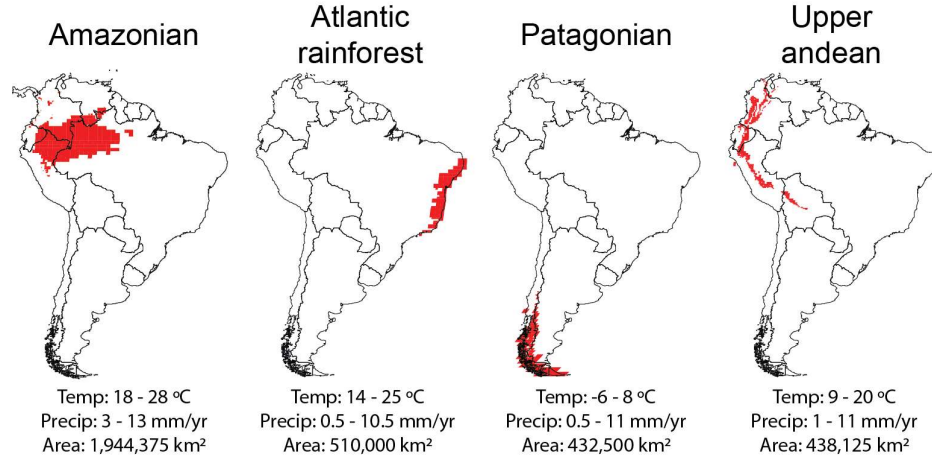 Amazonian
Atlantic
rainforest
Patagonian
Upper
andean
Temp: 18 - 28 ºC
Precip: 3 - 13 mm/yr
Area: 1,944,375 km²
Temp: 14 - 25 ºC
Precip: 0.5 - 10.5 mm/yr
Area: 510,000 km²
Temp: -6 - 8 ºC
Precip: 0.5 - 11 mm/yr
Area: 432,500 km²
Temp: 9 - 20 ºC
Precip: 1 - 11 mm/yr
Area: 438,125 km²